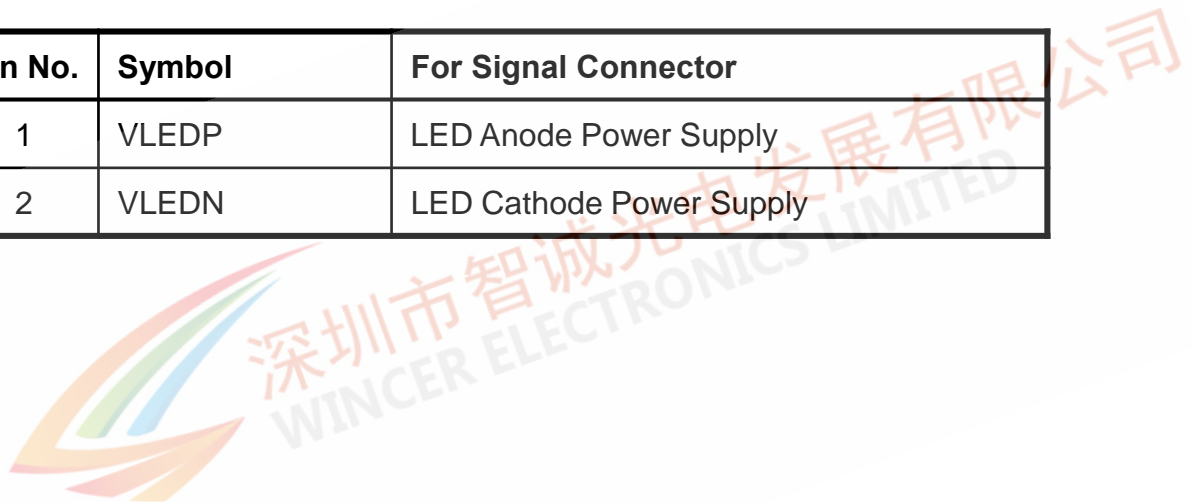 n No. Symbol For Signal Connector
1 VLEDP LED Anode Power Supply
2 VLEDN LED Cathode Power Supply
深圳市智诚光电发展有限公司
WINCER ELECTRONICS LIMITED